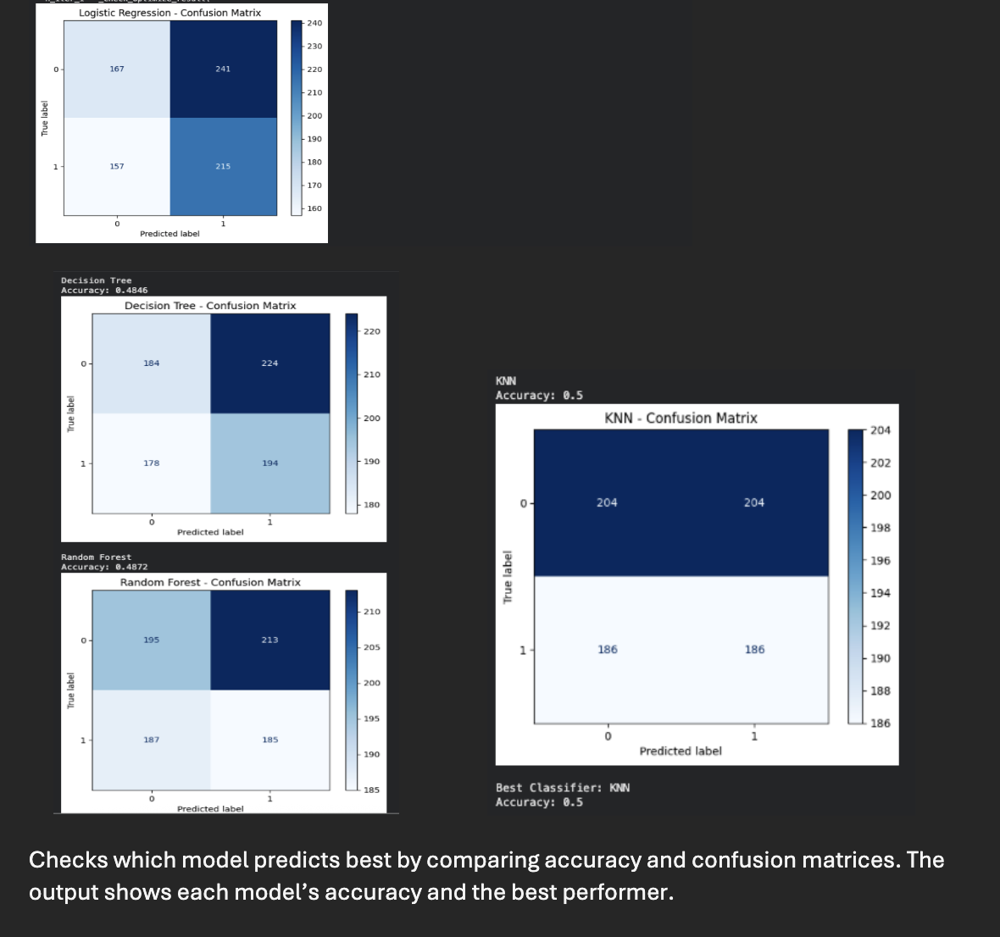 Logistic Regression - Confusion Matrix
240
230
0
167
241
220
210
True label
200
190
1
157
215
180
170
160
0
1
Predicted label
Decision Tree
Accuracy: 0.4846
Decision Tree - Confusion Matrix
220
0
184
224
210
True label
200
1
178
194
190
180
0
1
Predicted label
Random Forest
Accuracy: 0.4872
Random Forest - Confusion Matrix
210
0
195
213
205
True label
200
195
1
187
185
190
185
0
1
Predicted label
KNN
Accuracy: 0.5
KNN - Confusion Matrix
204
202
0
204
204
200
198
True label
196
194
1
186
186
192
190
188
186
0
1
Predicted label
Best Classifier: KNN
Accuracy: 0.5
Checks which model predicts best by comparing accuracy and confusion matrices. The
output shows each model's accuracy and the best performer.